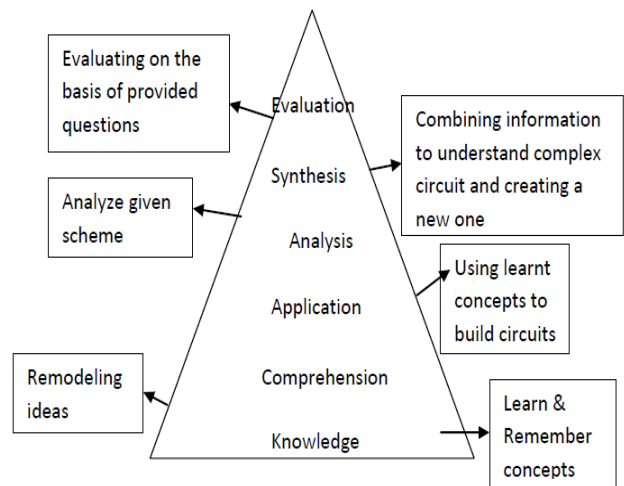 Evaluating on the
basis of provided
questions
Evaluation
Combining information
to understand complex
circuit and creating a
new one
Synthesis
Analyze given
scheme
Analysis
Using learnt
concepts to
build circuits
Application
Remodeling
ideas
Comprehension
Learn &
Remember
concepts
Knowledge